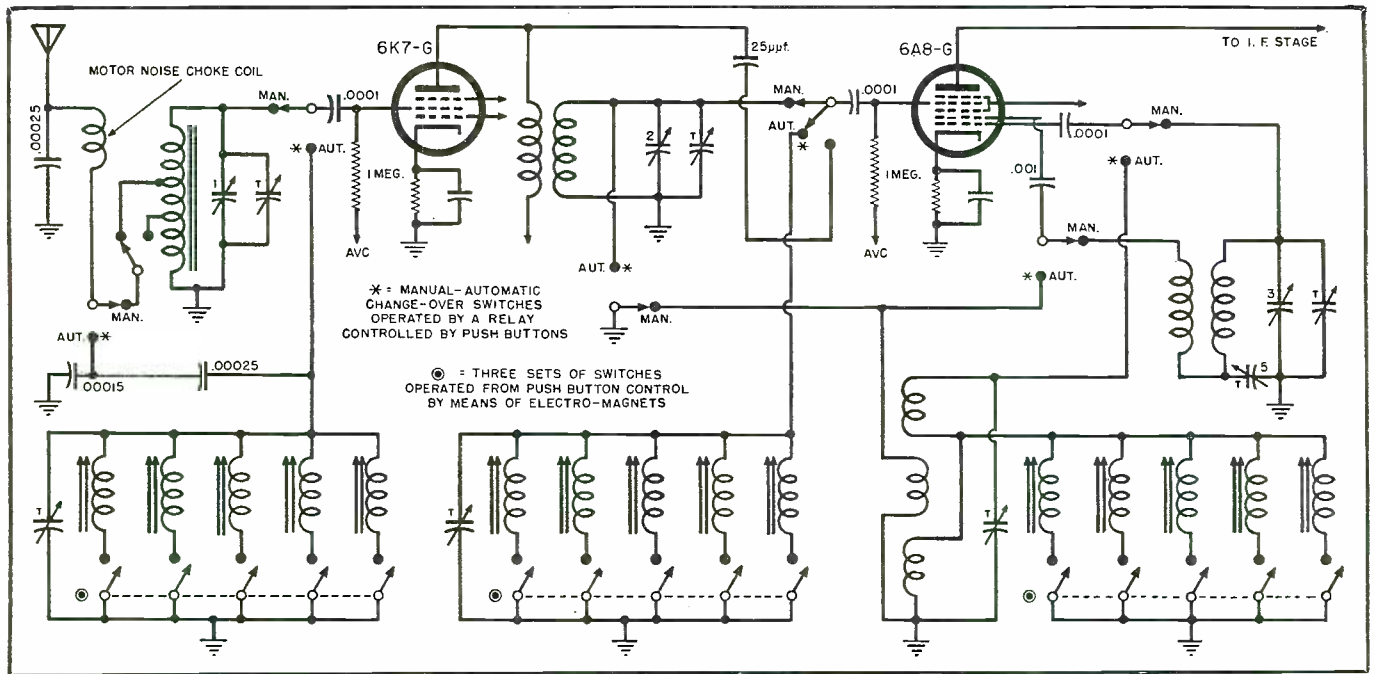 6K7-G
25μμf.
6A8-G
TO I. F. STAGE
MOTOR NOISE CHOKE COIL
.00025
MAN.
.0001
MAN.
.0001
MAN.
.0001
1
T
* AUT.
2
T
AUT.
*
* AUT.
1 MEG.
1 MEG.
.001
AVC
AVC
MAN.
3
T
AUT. *
* AUT.
MAN.
* = MANUAL-AUTOMATIC
CHANGE-OVER SWITCHES
OPERATED BY A RELAY
CONTROLLED BY PUSH BUTTONS
MAN.
AUT. *
.00015
.00025
T
5
= THREE SETS OF SWITCHES
OPERATED FROM PUSH BUTTON CONTROL
BY MEANS OF ELECTRO-MAGNETS
T
T
T